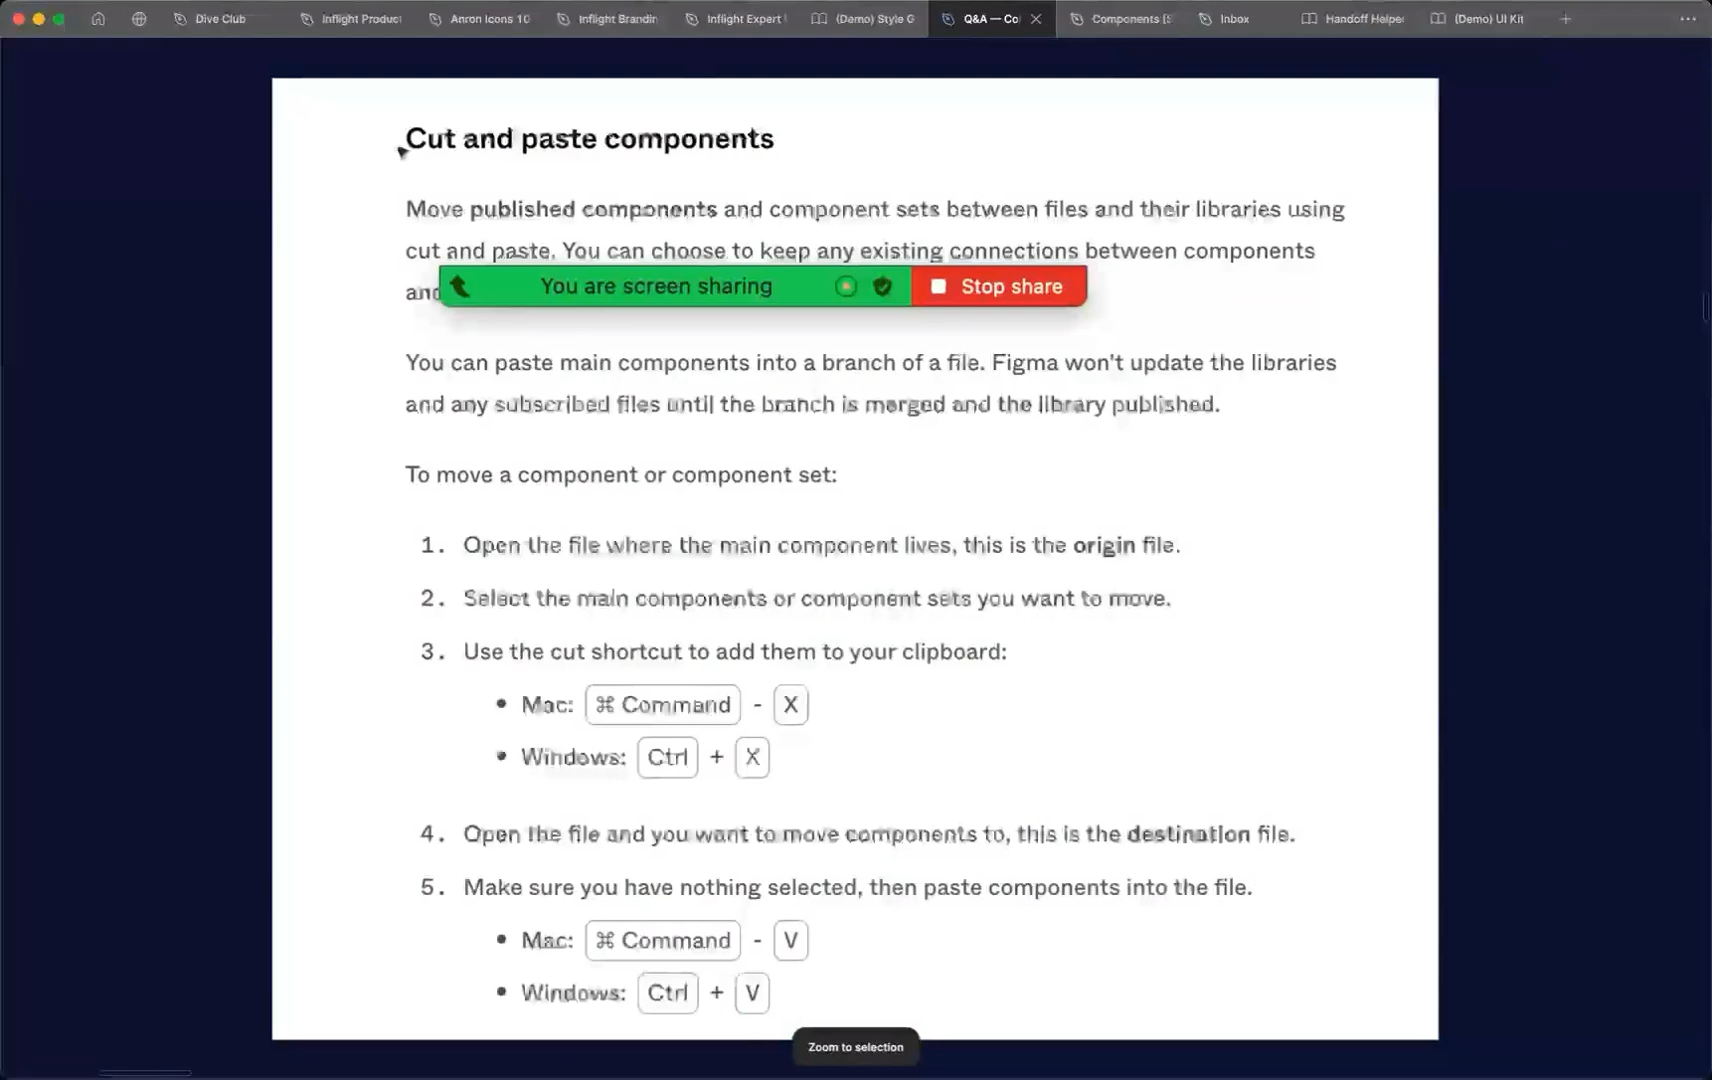 Dive Club
Inflight Product
Anron Icons 10
Inflight Brandin
Inflight Expert
(Demo) Style G
Q&A — Co
Components [S
Inbox
Handoff Helpe
(Demo) UI Kit
Cut and paste components
Move published components and component sets between files and their libraries using
cut and paste. You can choose to keep any existing connections between components
and
You are screen sharing
Stop share
You can paste main components into a branch of a file. Figma won't update the libraries
and any subscribed files until the branch is merged and the library published.
To move a component or component set:
1. Open the file where the main component lives, this is the origin file.
2. Select the main components or component sets you want to move.
3. Use the cut shortcut to add them to your clipboard:
• Mac: ⌘ Command - X
• Windows: Ctrl + X
4. Open the file and you want to move components to, this is the destination file.
5. Make sure you have nothing selected, then paste components into the file.
• Mac: ⌘ Command - V
• Windows: Ctrl + V
Zoom to selection